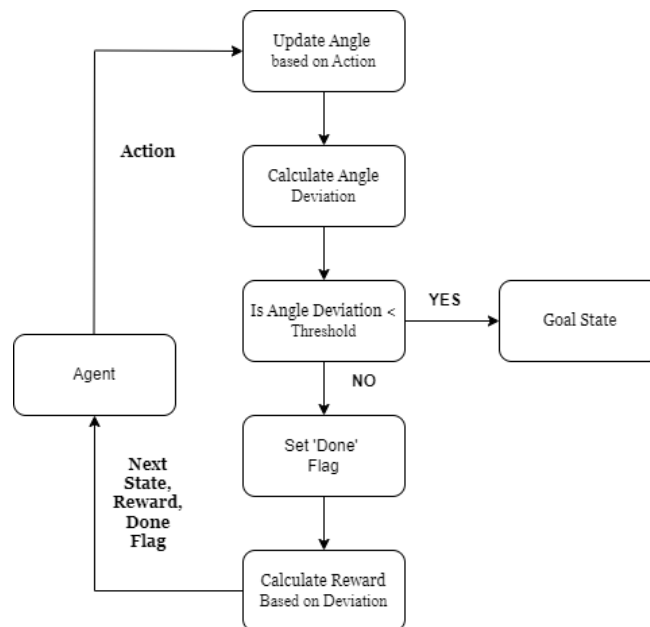 Update Angle
based on Action
Action
Calculate Angle
Deviation
Is Angle Deviation <
Threshold
YES
Goal State
Agent
NO
Set 'Done'
Flag
Next
State,
Reward,
Done
Flag
Calculate Reward
Based on Deviation